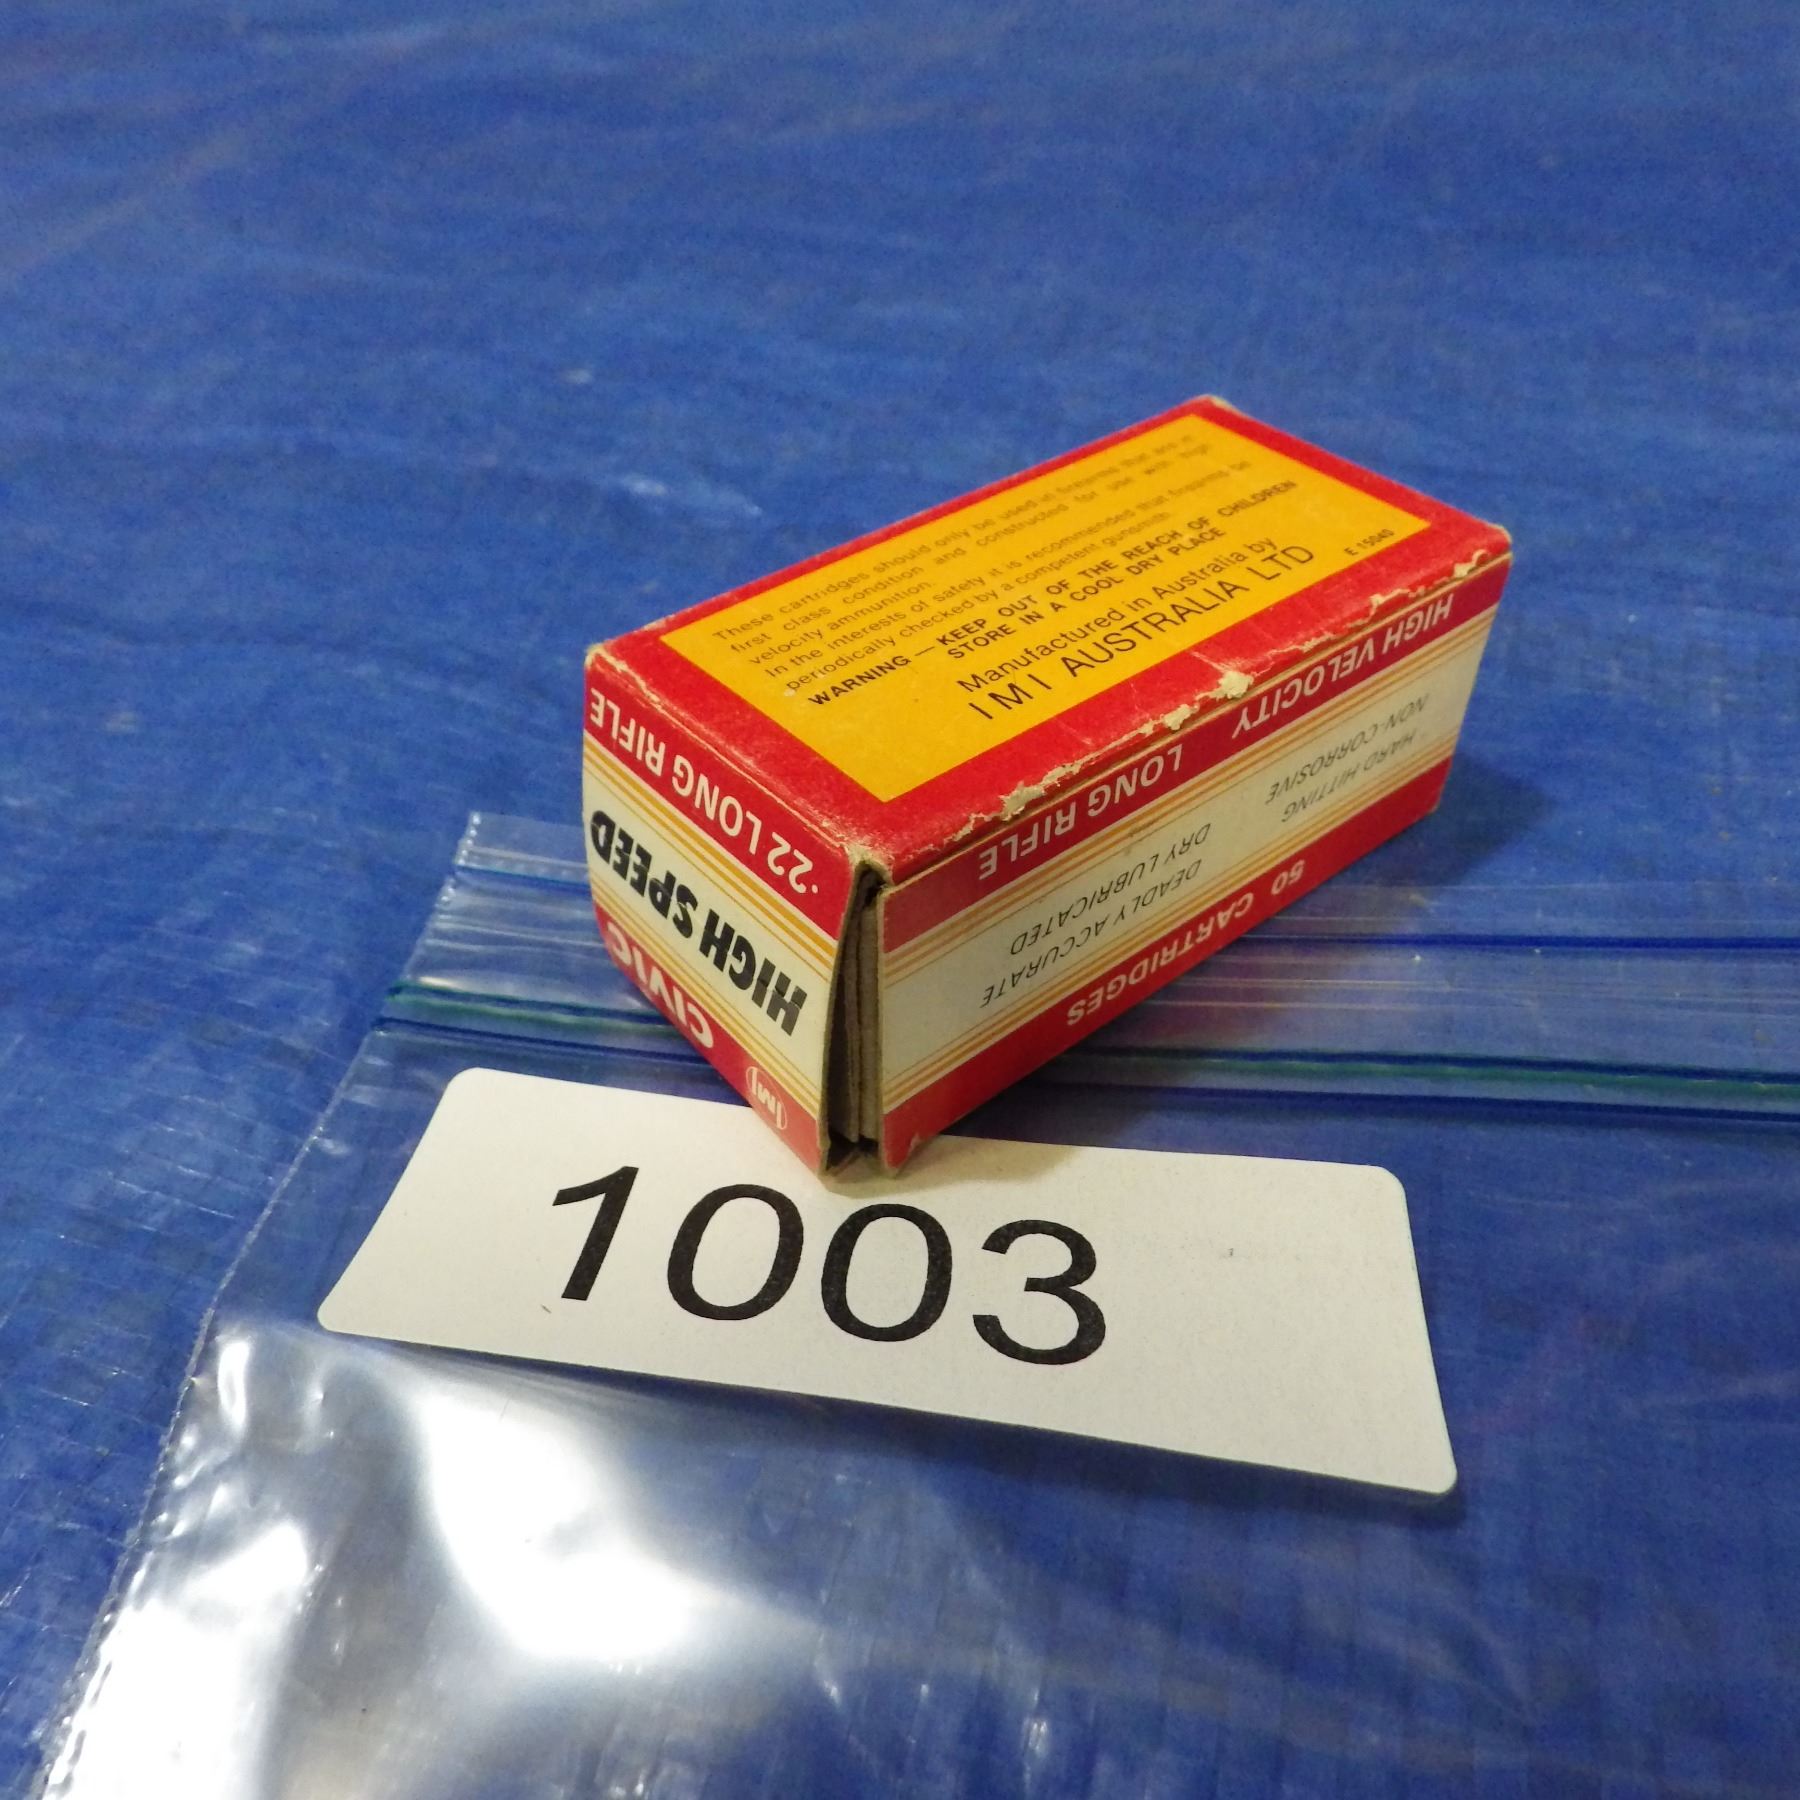 These cartridges should only be used in firearms that are in
first class condition and constructed for use with high
velocity ammunition.
In the interests of safety it is recommended that firearms be
periodically checked by a competent gunsmith
WARNING — KEEP OUT OF THE REACH OF CHILDREN
STORE IN A COOL DRY PLACE
Manufactured in Australia by
I M I AUSTRALIA LTD
E 15040
.22 LONG RIFLE
HIGH SPEED
CIVIC
IMI
LONG RIFLE HIGH VELOCITY
DEADLY ACCURATE
DRY LUBRICATED
HARD HITTING
NON-CORROSIVE
50 CARTRIDGES
1003